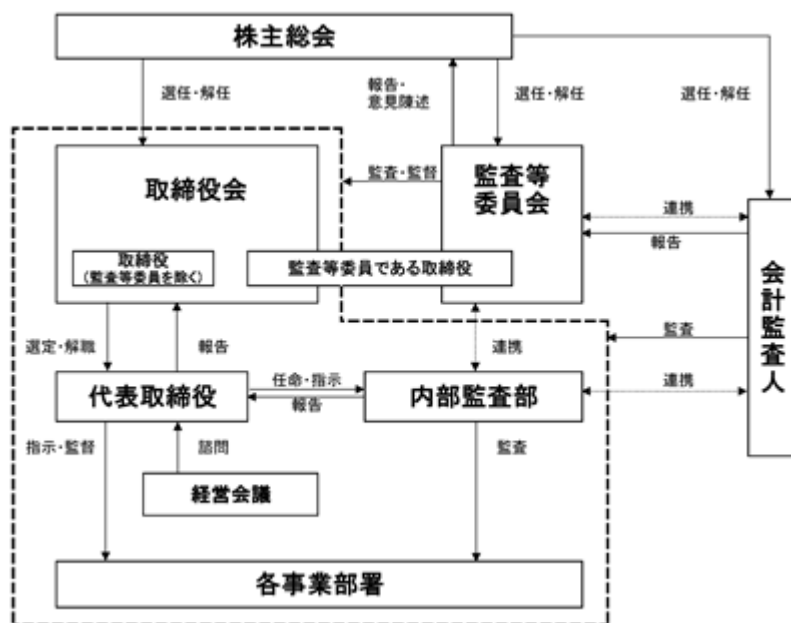 株主総会
選任・解任
報告・
意見陳述
選任・解任
選任・解任
取締役会
監査・監督
監査等
委員会
連携
報告
取締役
(監査等委員を除く)
監査等委員である取締役
会計監査人
選定・解職
報告
連携
監査
代表取締役
任命・指示
報告
内部監査部
連携
指示・監督
諮問
監査
経営会議
各事業部署